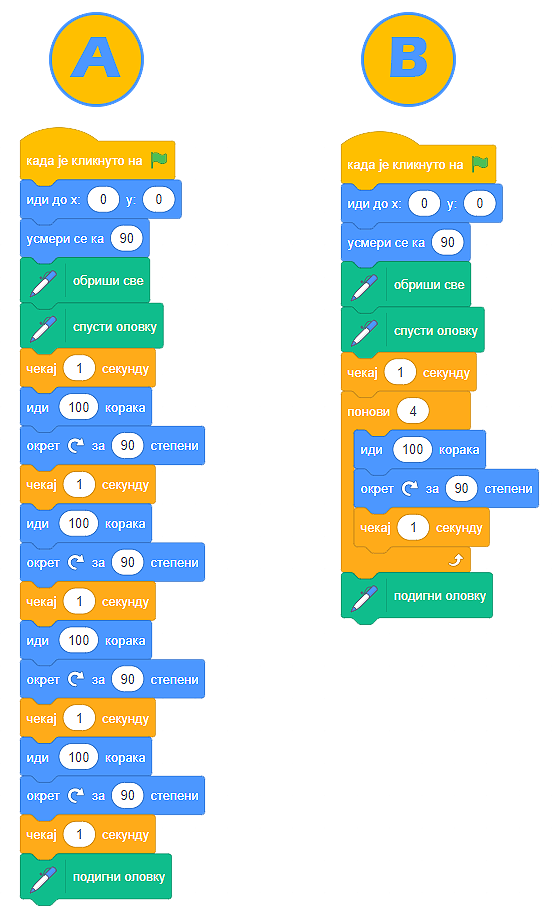 A
када је кликнуто на
иди до x: 0 y: 0
усмери се ка 90
обриши све
спусти оловку
чекај 1 секунду
иди 100 корака
окрет за 90 степени
чекај 1 секунду
иди 100 корака
окрет за 90 степени
чекај 1 секунду
иди 100 корака
окрет за 90 степени
чекај 1 секунду
иди 100 корака
окрет за 90 степени
чекај 1 секунду
подигни оловку
B
када је кликнуто на
иди до x: 0 y: 0
усмери се ка 90
обриши све
спусти оловку
чекај 1 секунду
понови 4
иди 100 корака
окрет за 90 степени
чекај 1 секунду
подигни оловку